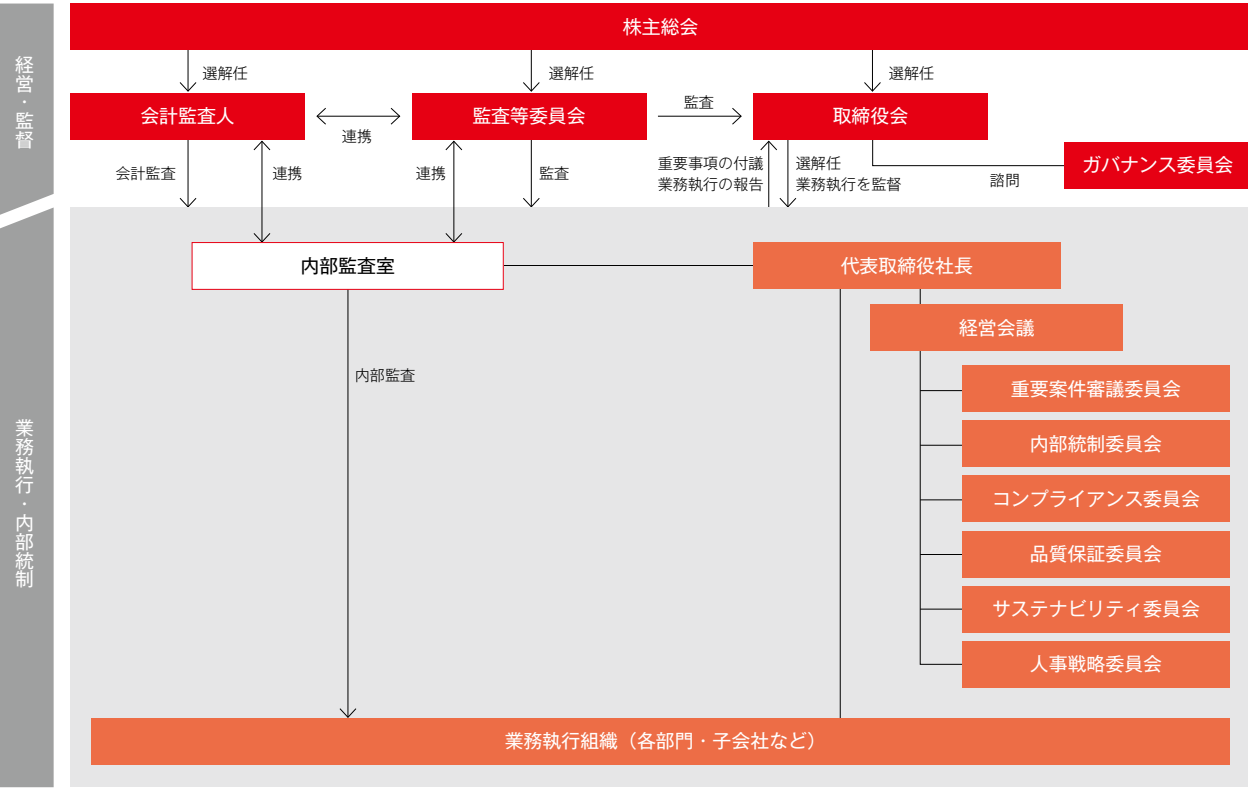 経営・監督
株主総会
選解任
選解任
選解任
会計監査人
連携
監査等委員会
監査
取締役会
ガバナンス委員会
会計監査
連携
連携
監査
重要事項の付議
業務執行の報告
選解任
業務執行を監督
諮問
業務執行・内部統制
内部監査室
代表取締役社長
経営会議
内部監査
重要案件審議委員会
内部統制委員会
コンプライアンス委員会
品質保証委員会
サステナビリティ委員会
人事戦略委員会
業務執行組織（各部門・子会社など）